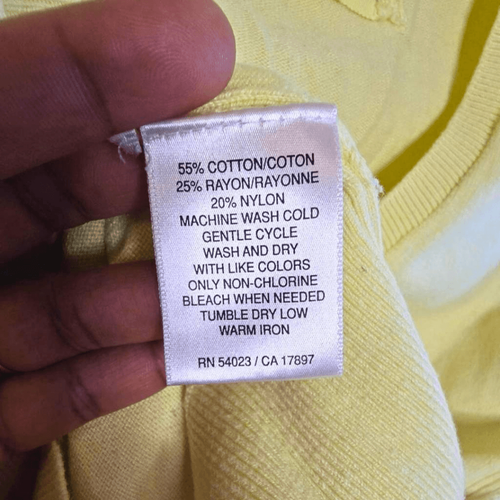 55% COTTON/COTON
25% RAYON/RAYONNE
20% NYLON
MACHINE WASH COLD
GENTLE CYCLE
WASH AND DRY
WITH LIKE COLORS
ONLY NON-CHLORINE
BLEACH WHEN NEEDED
TUMBLE DRY LOW
WARM IRON
RN 54023 / CA 17897